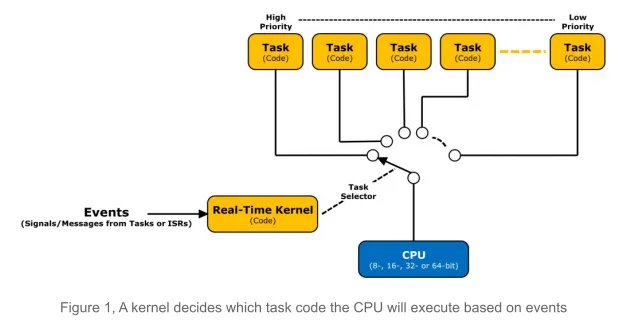 High
Priority
Low
Priority
Task
(Code)
Task
(Code)
Task
(Code)
Task
(Code)
Task
(Code)
Task
Selector
Events
(Signals/Messages from Tasks or ISRs)
Real-Time Kernel
(Code)
CPU
(8-, 16-, 32- or 64-bit)
Figure 1, A kernel decides which task code the CPU will execute based on events